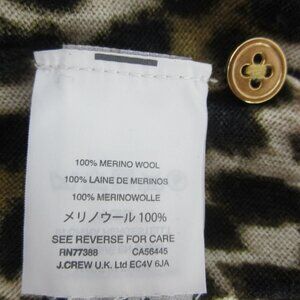 100% MERINO WOOL
100% LAINE DE MERINOS
100% MERINOWOLLE
メリノウール 100%
SEE REVERSE FOR CARE
RN77388 CA56445
J.CREW U.K. Ltd EC4V 6JA